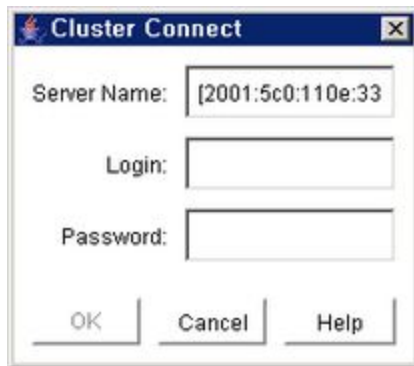 Cluster Connect
Server Name: [2001:5c0:110e:33
Login:
Password:
OK Cancel Help